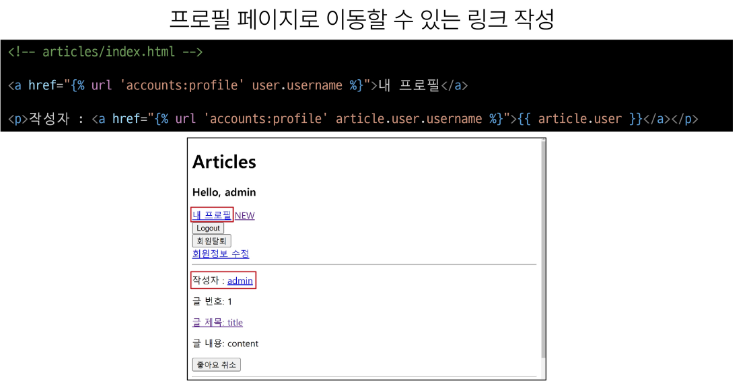 프로필 페이지로 이동할 수 있는 링크 작성
<!-- articles/index.html -->
<a href="{% url 'accounts:profile' user.username %}">내 프로필</a>
<p>작성자 : <a href="{% url 'accounts:profile' article.user.username %}">{{ article.user }}</a></p>
Articles
Hello, admin
내 프로필 NEW
Logout
회원탈퇴
회원정보 수정
작성자 : admin
글 번호: 1
글 제목: title
글 내용: content
좋아요 취소